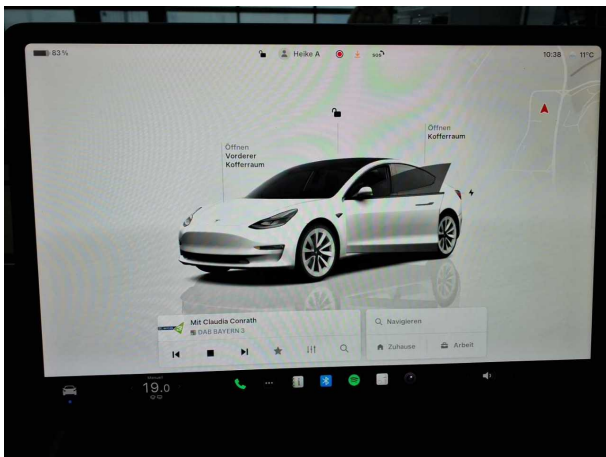 83 %
Heike A
SOS
10:38
11°C
Öffnen
Vorderer
Kofferraum
Öffnen
Kofferraum
Mit Claudia Conrath
DAB BAYERN 3
Navigieren
Zuhause
Arbeit
Manuell
19.0